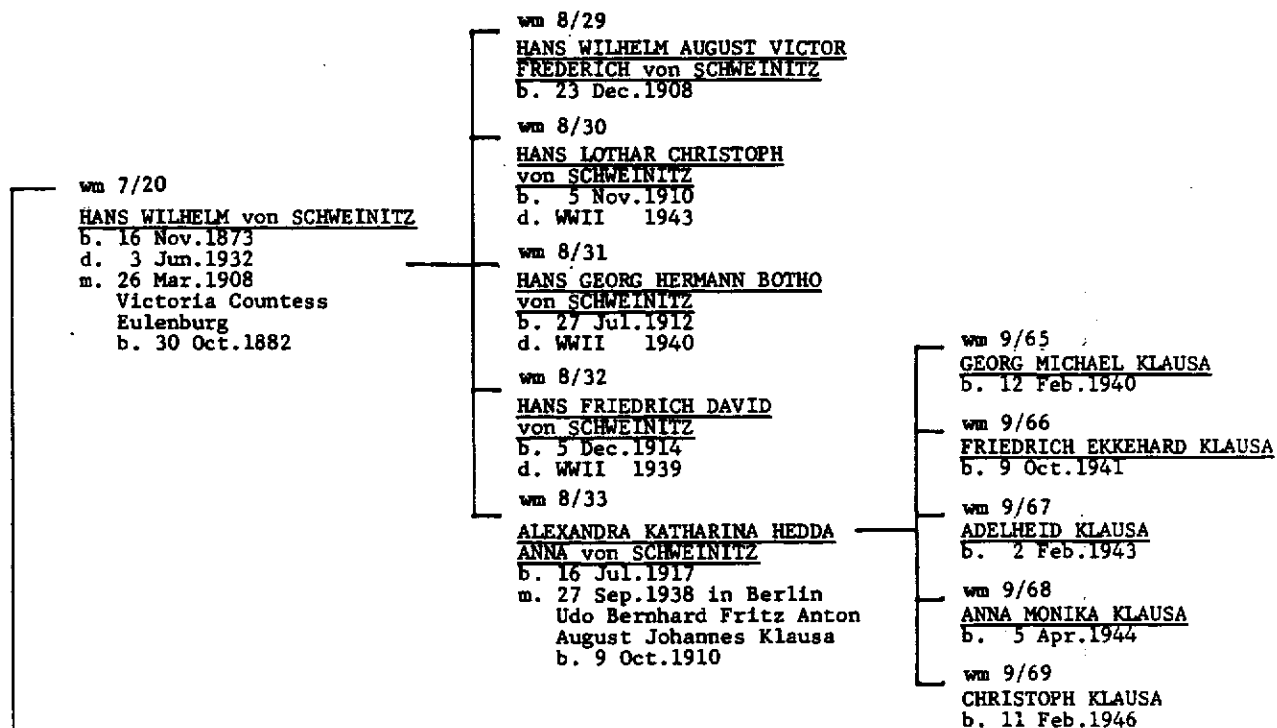 wm 7/20
HANS WILHELM von SCHWEINITZ
b. 16 Nov.1873
d. 3 Jun.1932
m. 26 Mar.1908
Victoria Countess
Eulenburg
b. 30 Oct.1882
wm 8/29
HANS WILHELM AUGUST VICTOR
FREDERICH von SCHWEINITZ
b. 23 Dec.1908
wm 8/30
HANS LOTHAR CHRISTOPH
von SCHWEINITZ
b. 5 Nov.1910
d. WWII 1943
wm 8/31
HANS GEORG HERMANN BOTHO
von SCHWEINITZ
b. 27 Jul.1912
d. WWII 1940
wm 8/32
HANS FRIEDRICH DAVID
von SCHWEINITZ
b. 5 Dec.1914
d. WWII 1939
wm 8/33
ALEXANDRA KATHARINA HEDDA
ANNA von SCHWEINITZ
b. 16 Jul.1917
m. 27 Sep.1938 in Berlin
Udo Bernhard Fritz Anton
August Johannes Klausa
b. 9 Oct.1910
wm 9/65
GEORG MICHAEL KLAUSA
b. 12 Feb.1940
wm 9/66
FRIEDRICH EKKEHARD KLAUSA
b. 9 Oct.1941
wm 9/67
ADELHEID KLAUSA
b. 2 Feb.1943
wm 9/68
ANNA MONIKA KLAUSA
b. 5 Apr.1944
wm 9/69
CHRISTOPH KLAUSA
b. 11 Feb.1946